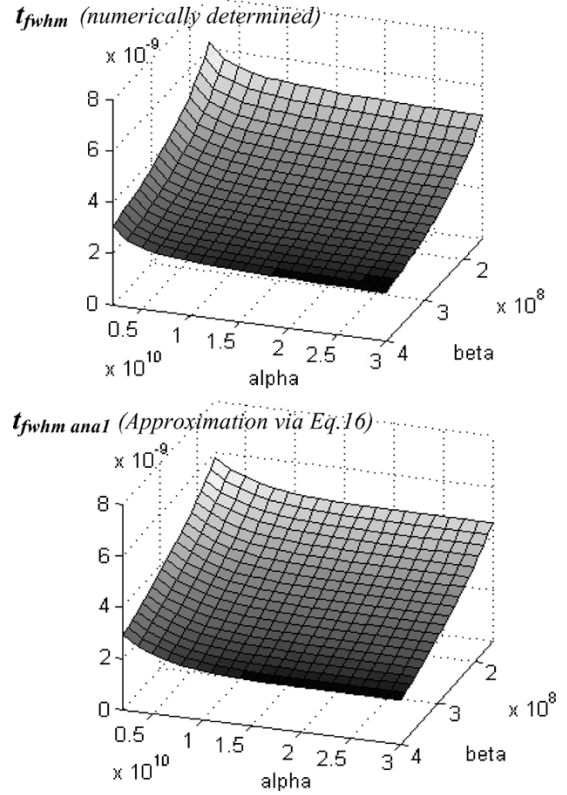 t_fwhm (numerically determined)
x 10^-9
8
6
4
2
0
0.5
1
1.5
2
2.5
3
x 10^10
alpha
4
3
2
x 10^8
beta
t_fwhm ana1 (Approximation via Eq.16)
x 10^-9
8
6
4
2
0
0.5
1
1.5
2
2.5
3
x 10^10
alpha
4
3
2
x 10^8
beta